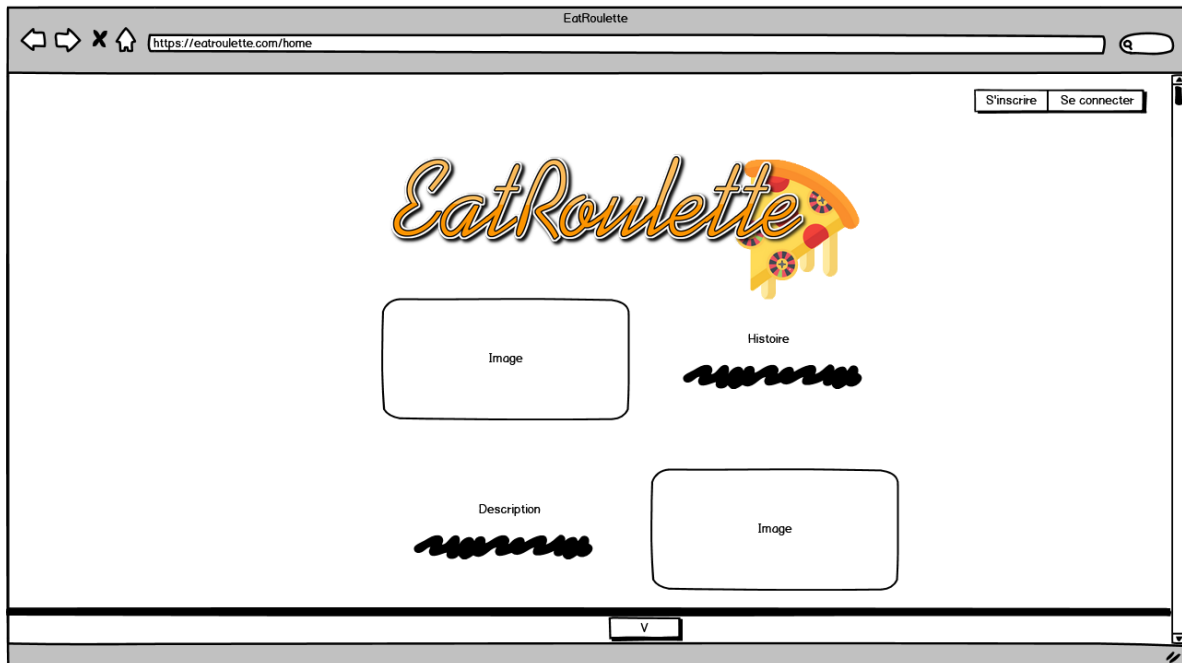 EatRoulette
https://eatroulette.com/home
S'inscrire Se connecter
EatRoulette
Image
Histoire
Description
Image
V